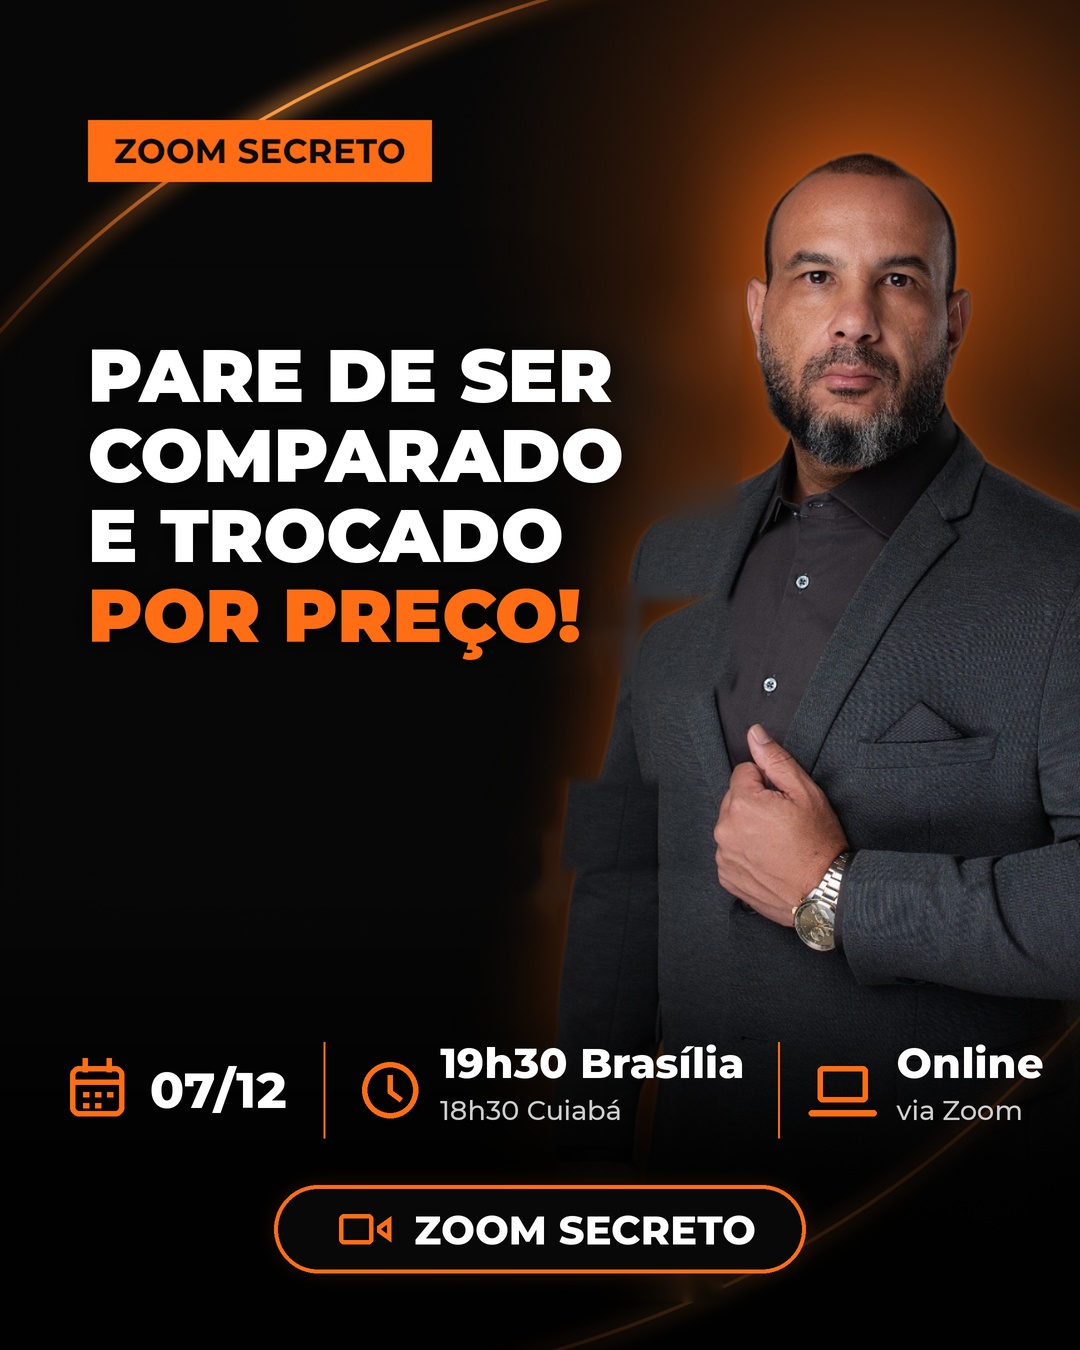 ZOOM SECRETO
PARE DE SER
COMPARADO
E TROCADO
POR PREÇO!
07/12
19h30 Brasília
18h30 Cuiabá
Online
via Zoom
ZOOM SECRETO